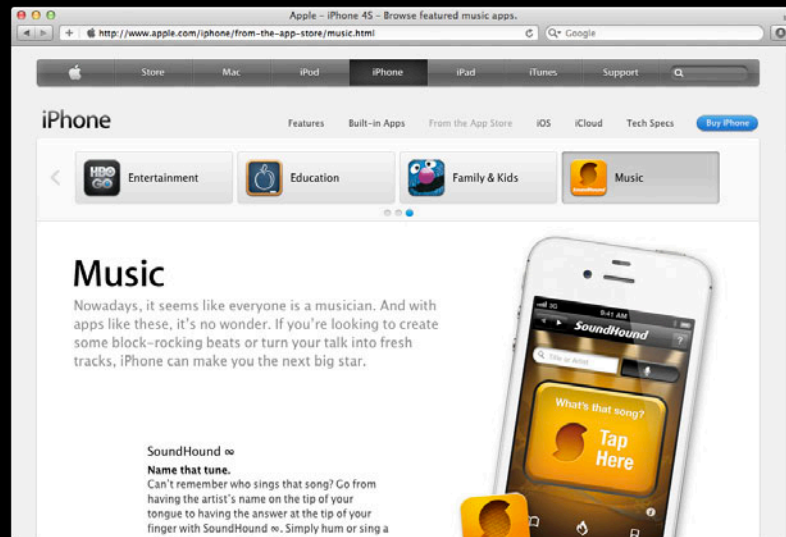 Apple - iPhone 4S - Browse featured music apps.
http://www.apple.com/iphone/from-the-app-store/music.html
Google
Store Mac iPod iPhone iPad iTunes Support
iPhone
Features Built-in Apps From the App Store iOS iCloud Tech Specs Buy iPhone
HBO GO Entertainment Education Family & Kids SoundHound Music
Music
Nowadays, it seems like everyone is a musician. And with
apps like these, it's no wonder. If you're looking to create
some block-rocking beats or turn your talk into fresh
tracks, iPhone can make you the next big star.
3G 9:41 AM
SoundHound ?
Title or Artist
What's that song?
Tap
Here
SoundHound ∞
Name that tune.
Can't remember who sings that song? Go from
having the artist's name on the tip of your
tongue to having the answer at the tip of your
finger with SoundHound ∞. Simply hum or sing a